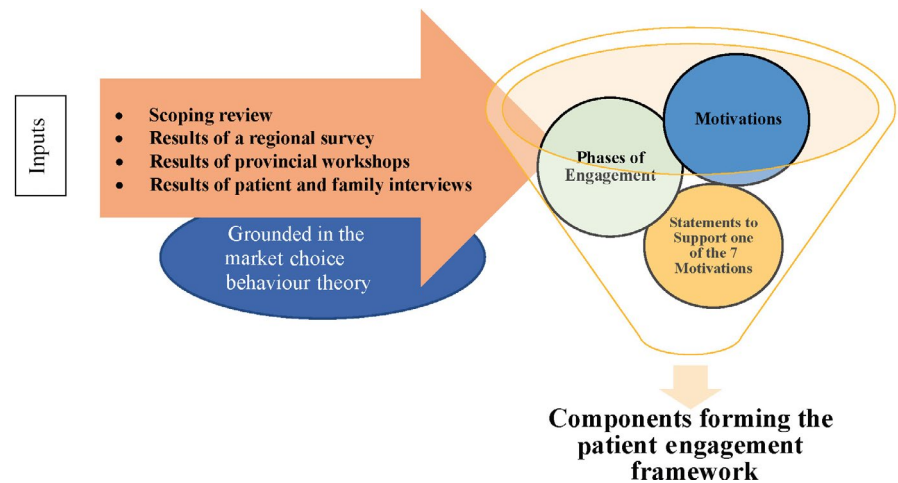 Inputs
• Scoping review
• Results of a regional survey
• Results of provincial workshops
• Results of patient and family interviews
Grounded in the
market choice
behaviour theory
Phases of
Engagement
Motivations
Statements to
Support one
of the 7
Motivations
Components forming the
patient engagement
framework